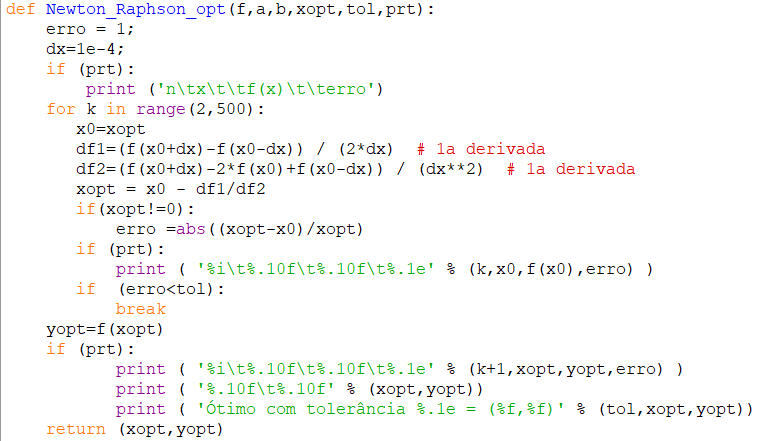 def Newton_Raphson_opt(f,a,b,xopt,tol,prt):
    erro = 1;
    dx=1e-4;
    if (prt):
        print ('n\tx\t\tf(x)\t\terro')
    for k in range(2,500):
       x0=xopt
       df1=(f(x0+dx)-f(x0-dx)) / (2*dx)  # 1a derivada
       df2=(f(x0+dx)-2*f(x0)+f(x0-dx)) / (dx**2)  # 1a derivada
       xopt = x0 - df1/df2
       if(xopt!=0):
           erro =abs((xopt-x0)/xopt)
       if (prt):
           print ( '%i\t%.10f\t%.10f\t%.1e' % (k,x0,f(x0),erro) )
       if  (erro<tol):
           break
    yopt=f(xopt)
    if (prt):
           print ( '%i\t%.10f\t%.10f\t%.1e' % (k+1,xopt,yopt,erro) )
           print ( '%.10f\t%.10f' % (xopt,yopt))
           print ( 'Ótimo com tolerância %.1e = (%f,%f)' % (tol,xopt,yopt))
    return (xopt,yopt)